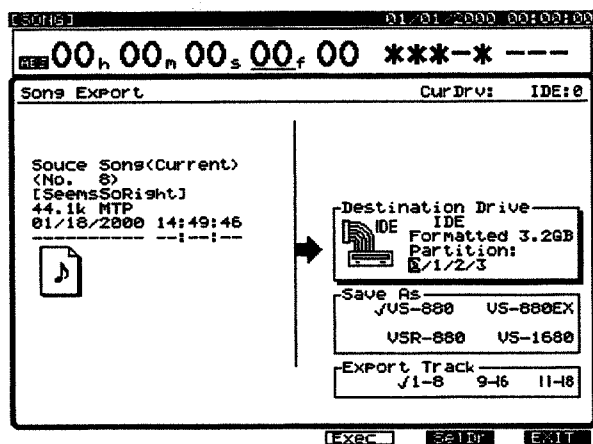 [SONG] 01/01/2000 00:00:00
00h 00m 00s 00f 00 ***-* ---
Song Export CurDrv: IDE:0
Souce Song(Current)
(No. 8)
[SeemsSoRight]
44.1k MTP
01/18/2000 14:49:46
---------- --:--:--
Destination Drive
IDE IDE
Formatted 3.2GB
Partition:
0/1/2/3
Save As
✓VS-880 VS-880EX
VSR-880 VS-1680
Export Track
✓1-8 9-16 11-18
Exec SelDr EXIT